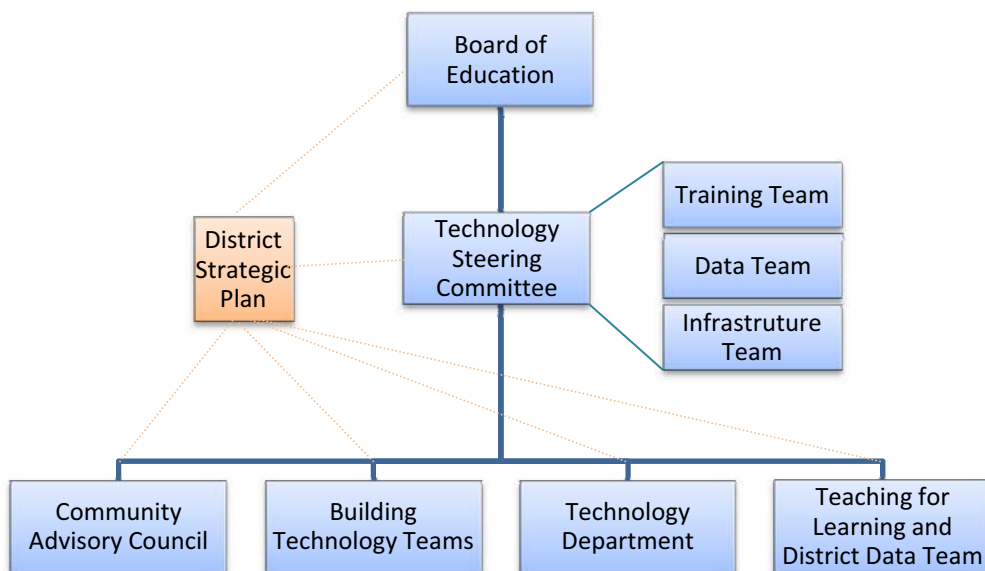 Board of
Education
Training Team
District
Strategic
Plan
Technology
Steering
Committee
Data Team
Infrastruture
Team
Community
Advisory Council
Building
Technology Teams
Technology
Department
Teaching for
Learning and
District Data Team